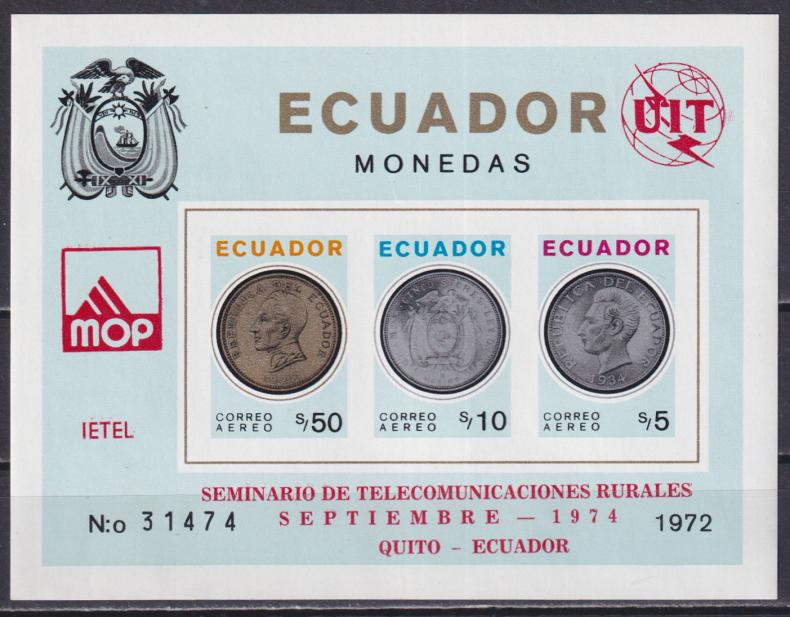 ECUADOR
MONEDAS
UIT
MOP
IETEL
ECUADOR
CORREO
AEREO
S/50
ECUADOR
CORREO
AEREO
S/10
ECUADOR
REPUBLICA DEL ECUADOR
1934
CORREO
AEREO
S/5
REPUBLICA DEL ECUADOR
SEMINARIO DE TELECOMUNICACIONES RURALES
SEPTIEMBRE — 1974
QUITO - ECUADOR
N:o 31474
1972